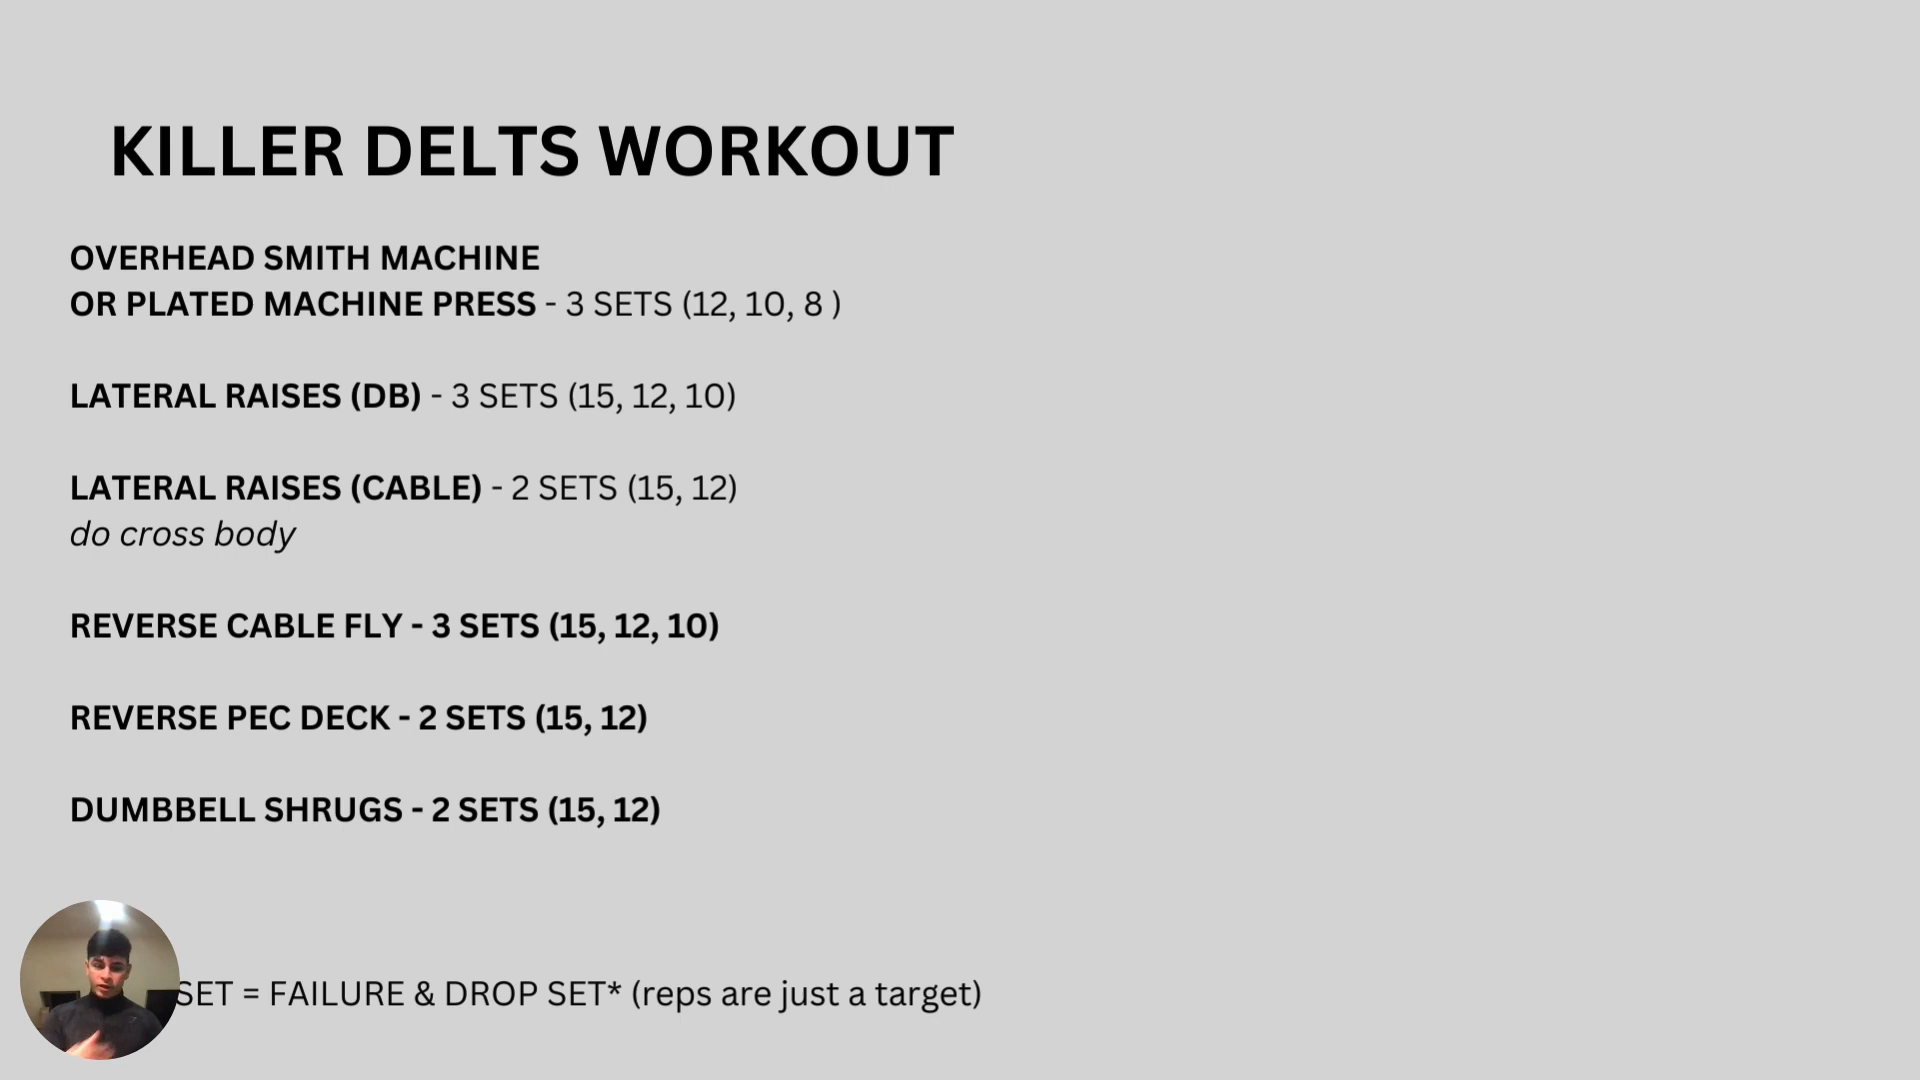 KILLER DELTS WORKOUT
OVERHEAD SMITH MACHINE
OR PLATED MACHINE PRESS - 3 SETS (12, 10, 8 )
LATERAL RAISES (DB) - 3 SETS (15, 12, 10)
LATERAL RAISES (CABLE) - 2 SETS (15, 12)
do cross body
REVERSE CABLE FLY - 3 SETS (15, 12, 10)
REVERSE PEC DECK - 2 SETS (15, 12)
DUMBBELL SHRUGS - 2 SETS (15, 12)
SET = FAILURE & DROP SET* (reps are just a target)